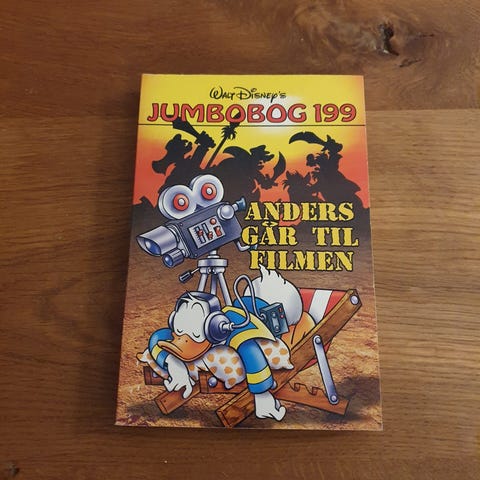 Walt Disney's
JUMBOBOG 199
ANDERS
GÅR TIL
FILMEN